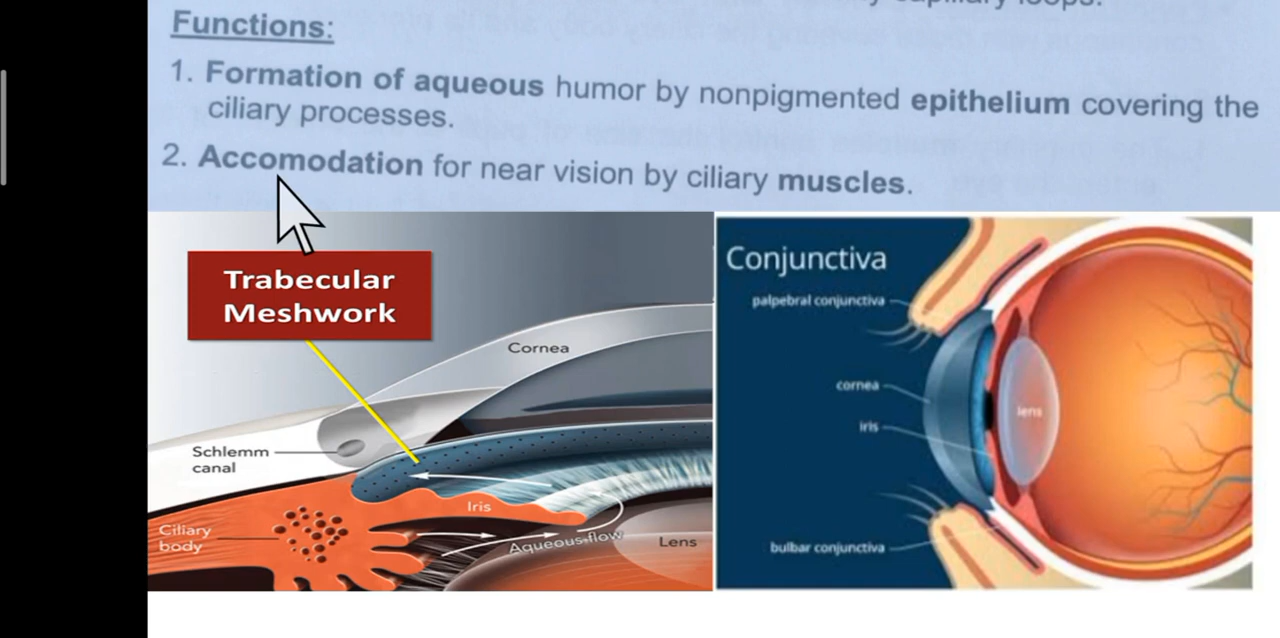 Functions:
1. Formation of aqueous humor by nonpigmented epithelium covering the
ciliary processes.
2. Accomodation for near vision by ciliary muscles.
Trabecular
Meshwork
Cornea
Schlemm
canal
Iris
Ciliary
body
Aqueous flow
Lens
Conjunctiva
palpebral conjunctiva
cornea
iris
lens
bulbar conjunctiva